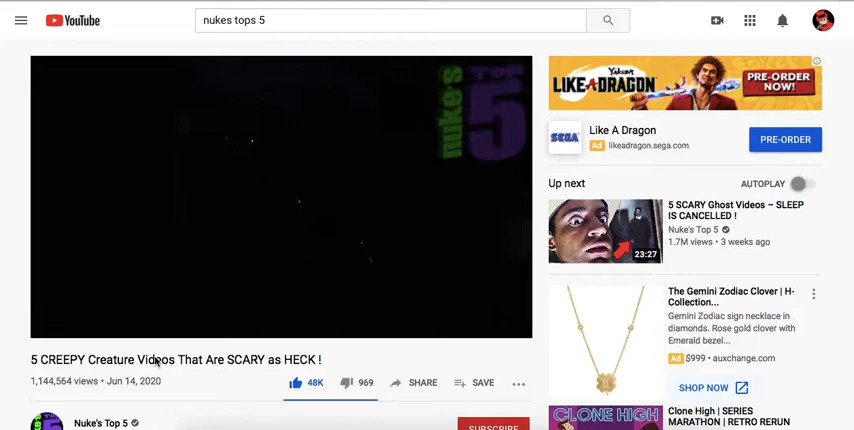 YouTube
nukes tops 5
nuke's
TOP
5
Yakuza
LIKE A DRAGON
PRE-ORDER
NOW!
SEGA
Like A Dragon
Ad likeadragon.sega.com
PRE-ORDER
Up next
AUTOPLAY
5 SCARY Ghost Videos – SLEEP
IS CANCELLED !
Nuke's Top 5
1.7M views • 3 weeks ago
23:27
The Gemini Zodiac Clover | H-
Collection...
Gemini Zodiac sign necklace in
diamonds. Rose gold clover with
Emerald bezel...
Ad $999 • auxchange.com
SHOP NOW
5 CREEPY Creature Videos That Are SCARY as HECK !
1,144,564 views • Jun 14, 2020
48K
969
SHARE
SAVE
Nuke's Top 5
SUBSCRIBE
CLONE HIGH
Clone High | SERIES
MARATHON | RETRO RERUN